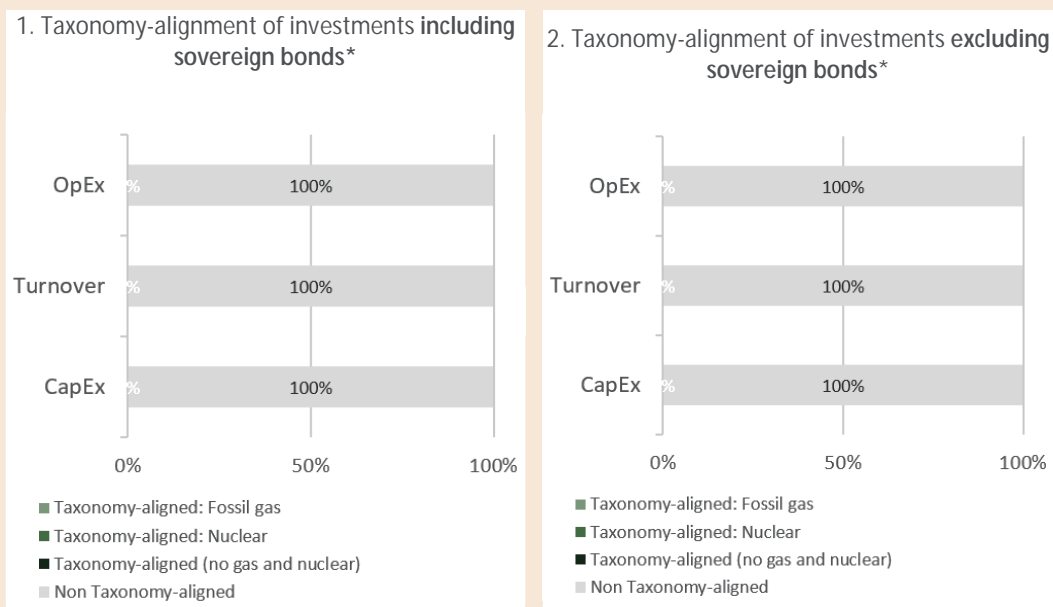 1. Taxonomy-alignment of investments including
sovereign bonds*
OpEx
%
100%
Turnover
%
100%
CapEx
%
100%
0%
50%
100%
Taxonomy-aligned: Fossil gas
Taxonomy-aligned: Nuclear
Taxonomy-aligned (no gas and nuclear)
Non Taxonomy-aligned
2. Taxonomy-alignment of investments excluding
sovereign bonds*
OpEx
%
100%
Turnover
%
100%
CapEx
%
100%
0%
50%
100%
Taxonomy-aligned: Fossil gas
Taxonomy-aligned: Nuclear
Taxonomy-aligned (no gas and nuclear)
Non Taxonomy-aligned